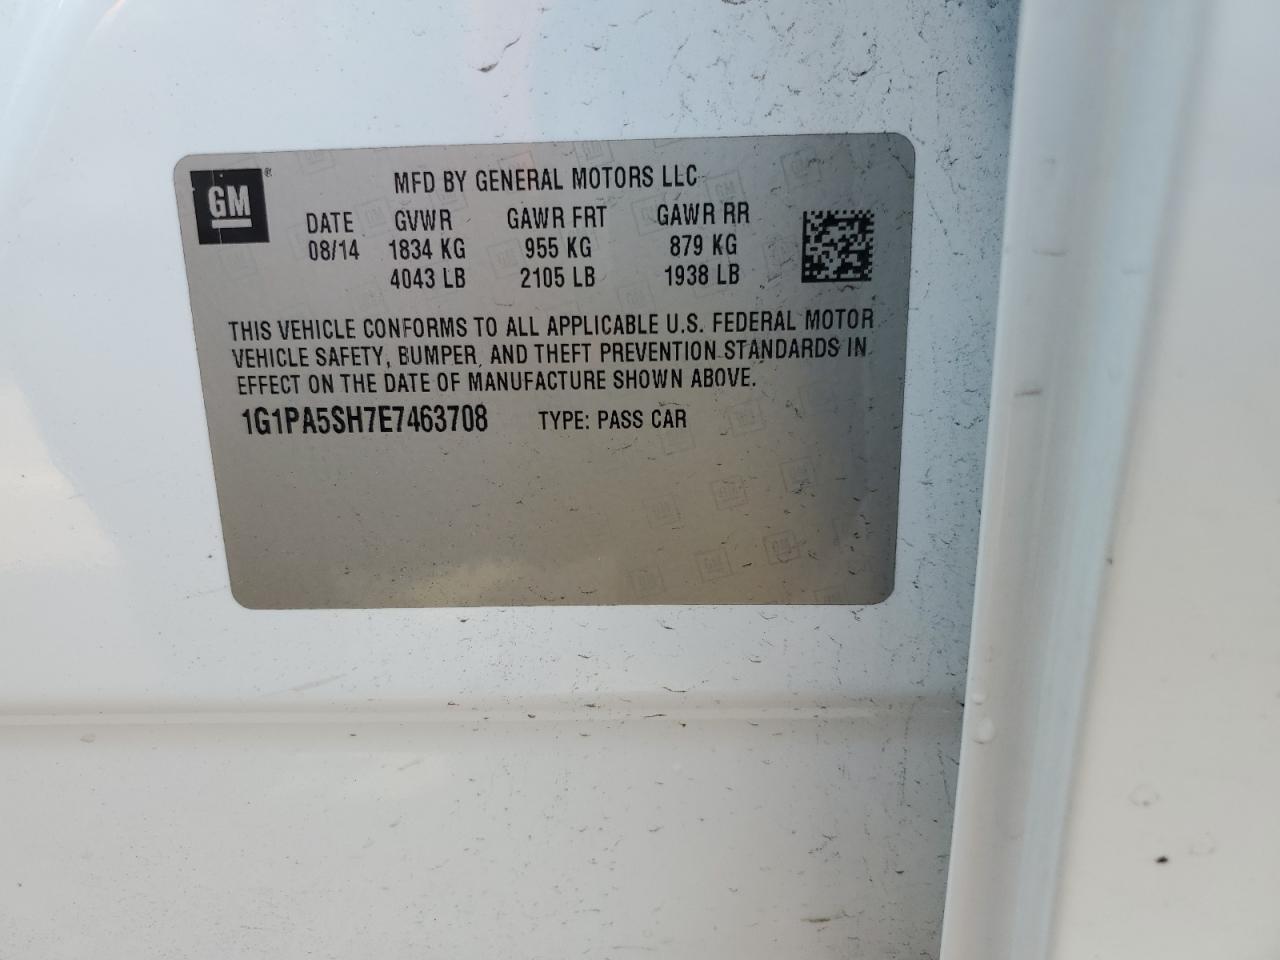 GM ® MFD BY GENERAL MOTORS LLC
DATE GVWR GAWR FRT GAWR RR
08/14 1834 KG 955 KG 879 KG
4043 LB 2105 LB 1938 LB
THIS VEHICLE CONFORMS TO ALL APPLICABLE U.S. FEDERAL MOTOR
VEHICLE SAFETY, BUMPER, AND THEFT PREVENTION STANDARDS IN
EFFECT ON THE DATE OF MANUFACTURE SHOWN ABOVE.
1G1PA5SH7E7463708 TYPE: PASS CAR